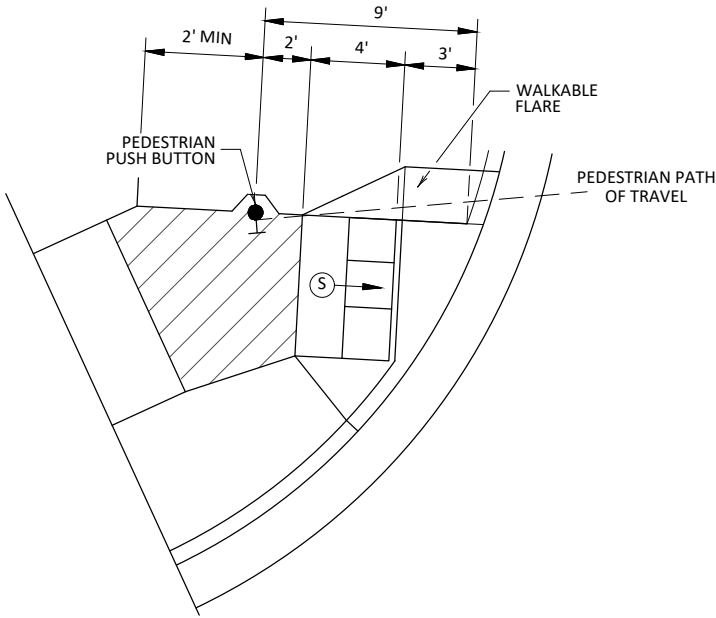 9'
2' MIN
2'
4'
3'
WALKABLE
FLARE
PEDESTRIAN
PUSH BUTTON
PEDESTRIAN PATH
OF TRAVEL
S